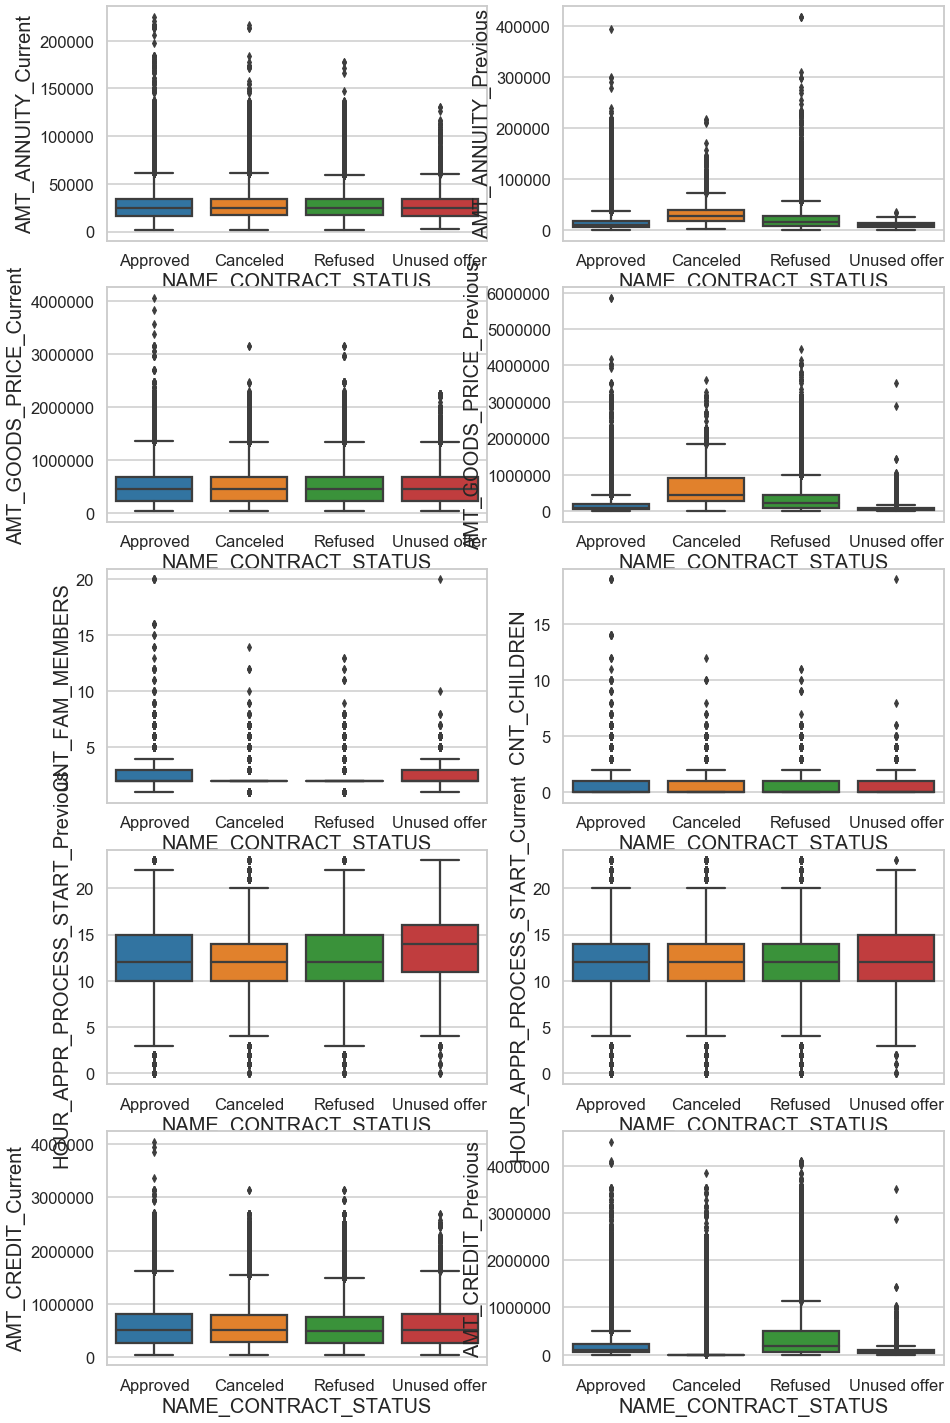 AMT_ANNUITY_Current
200000
150000
100000
50000
0
Approved Canceled Refused Unused offer
NAME_CONTRACT_STATUS
AMT_ANNUITY_Previous
400000
300000
200000
100000
0
Approved Canceled Refused Unused offer
NAME_CONTRACT_STATUS
AMT_GOODS_PRICE_Current
4000000
3000000
2000000
1000000
0
Approved Canceled Refused Unused offer
NAME_CONTRACT_STATUS
AMT_GOODS_PRICE_Previous
6000000
5000000
4000000
3000000
2000000
1000000
0
Approved Canceled Refused Unused offer
NAME_CONTRACT_STATUS
CNT_FAM_MEMBERS
20
15
10
5
Approved Canceled Refused Unused offer
NAME_CONTRACT_STATUS
CNT_CHILDREN
15
10
5
0
Approved Canceled Refused Unused offer
NAME_CONTRACT_STATUS
HOUR_APPR_PROCESS_START_Previous
20
15
10
5
0
Approved Canceled Refused Unused offer
NAME_CONTRACT_STATUS
HOUR_APPR_PROCESS_START_Current
20
15
10
5
0
Approved Canceled Refused Unused offer
NAME_CONTRACT_STATUS
AMT_CREDIT_Current
4000000
3000000
2000000
1000000
0
Approved Canceled Refused Unused offer
NAME_CONTRACT_STATUS
AMT_CREDIT_Previous
4000000
3000000
2000000
1000000
0
Approved Canceled Refused Unused offer
NAME_CONTRACT_STATUS